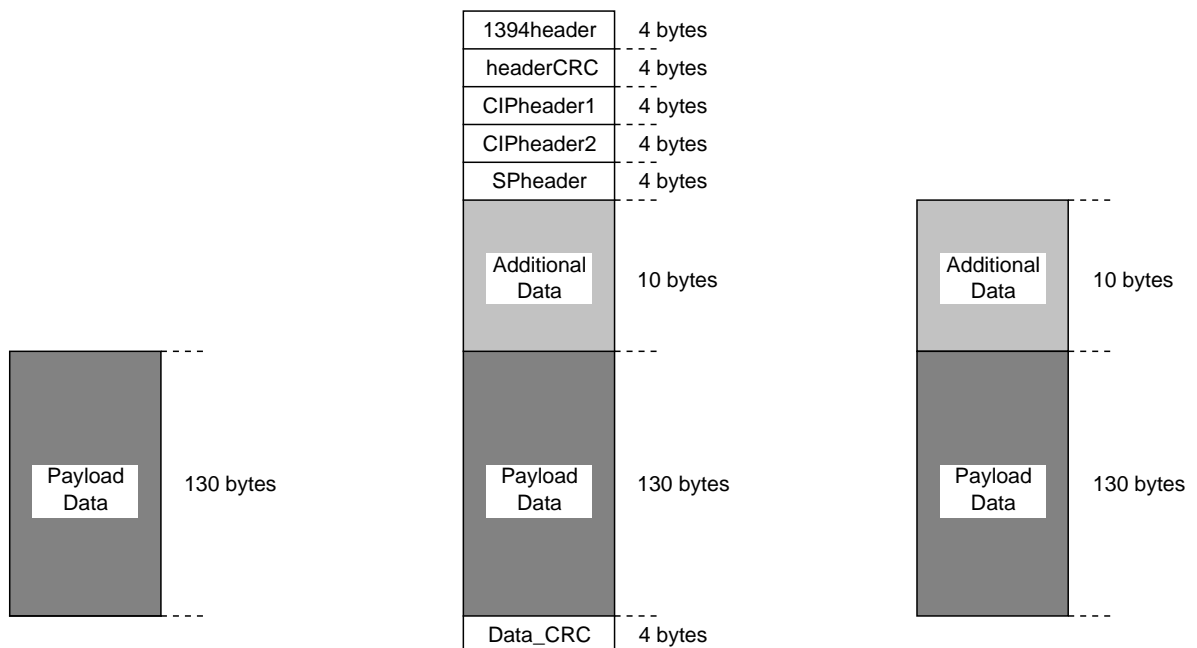 1394header 4 bytes
headerCRC 4 bytes
CIPheader1 4 bytes
CIPheader2 4 bytes
SPheader 4 bytes
Additional
Data
10 bytes
Additional
Data
10 bytes
Payload
Data
130 bytes
Payload
Data
130 bytes
Payload
Data
130 bytes
Data_CRC 4 bytes